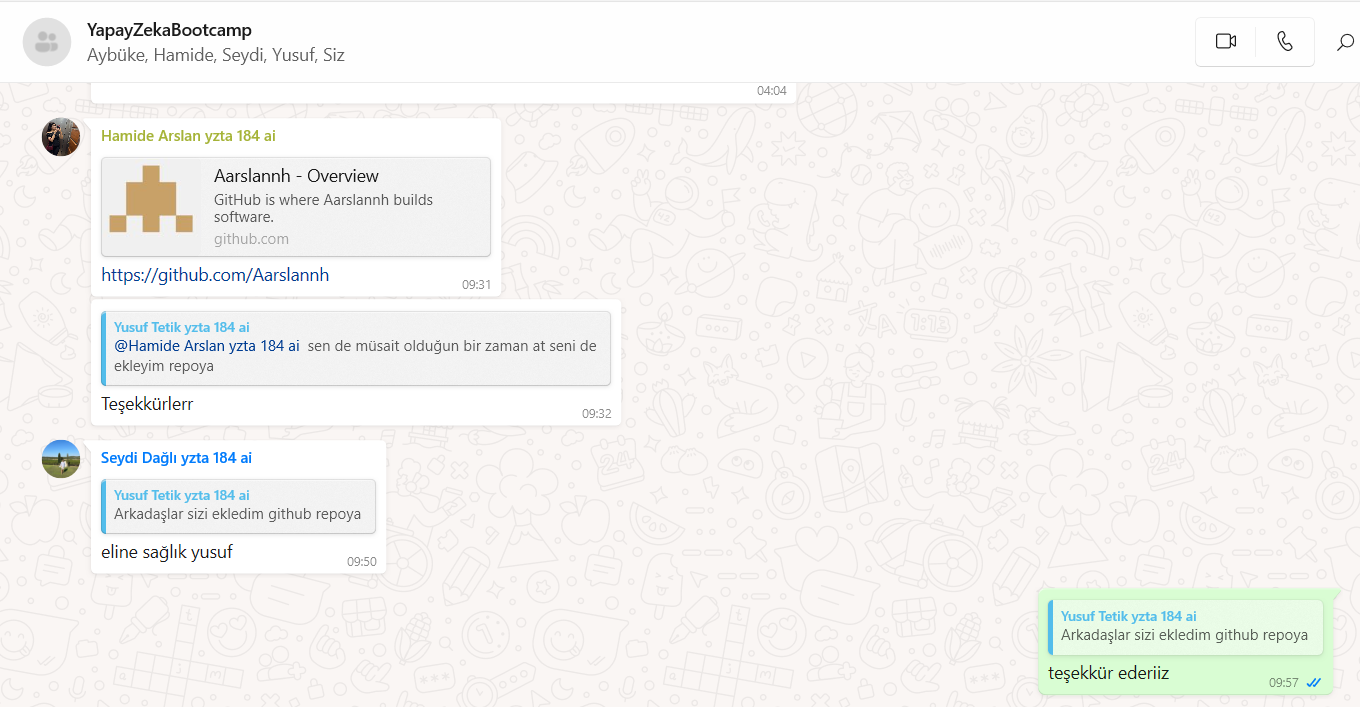 YapayZekaBootcamp
Aybüke, Hamide, Seydi, Yusuf, Siz
04:04
Hamide Arslan yzta 184 ai
Aarslannh - Overview
GitHub is where Aarslannh builds
software.
github.com
https://github.com/Aarslannh
09:31
Yusuf Tetik yzta 184 ai
@Hamide Arslan yzta 184 ai sen de müsait olduğun bir zaman at seni de
ekleyim repoya
Teşekkürlerr
09:32
Seydi Dağlı yzta 184 ai
Yusuf Tetik yzta 184 ai
Arkadaşlar sizi ekledim github repoya
eline sağlık yusuf
09:50
Yusuf Tetik yzta 184 ai
Arkadaşlar sizi ekledim github repoya
teşekkür ederiiz
09:57